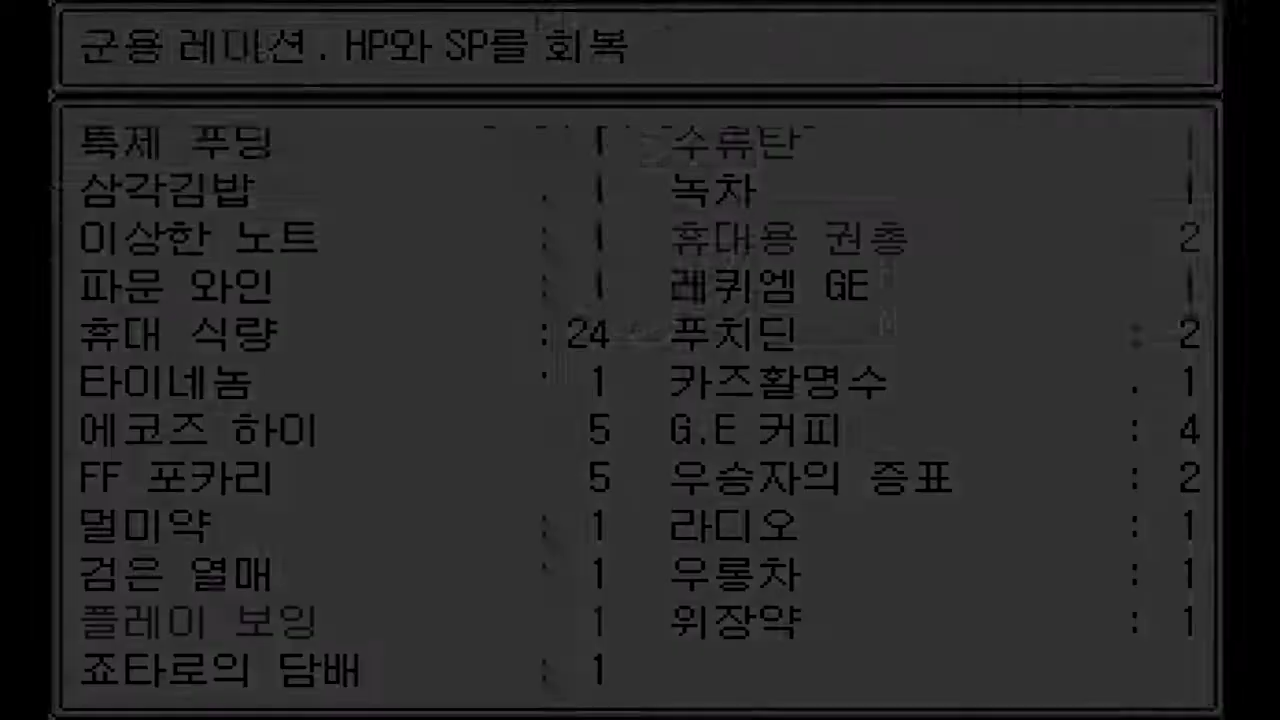 군용 레이션. HP와 SP를 회복
특제 푸딩 1 수류탄 1
삼각김밥 : 1 녹차 1
이상한 노트 : 1 휴대용 권총 2
파문 와인 : 1 레퀴엠 GE 1
휴대 식량 : 24 푸치딘 : 2
타이네놈 : 1 카즈활명수 : 1
에코즈 하이 5 G.E 커피 : 4
FF 포카리 5 우승자의 증표 : 2
멀미약 : 1 라디오 : 1
검은 열매 : 1 우롱차 : 1
플레이 보잉 1 위장약 : 1
죠타로의 담배 : 1